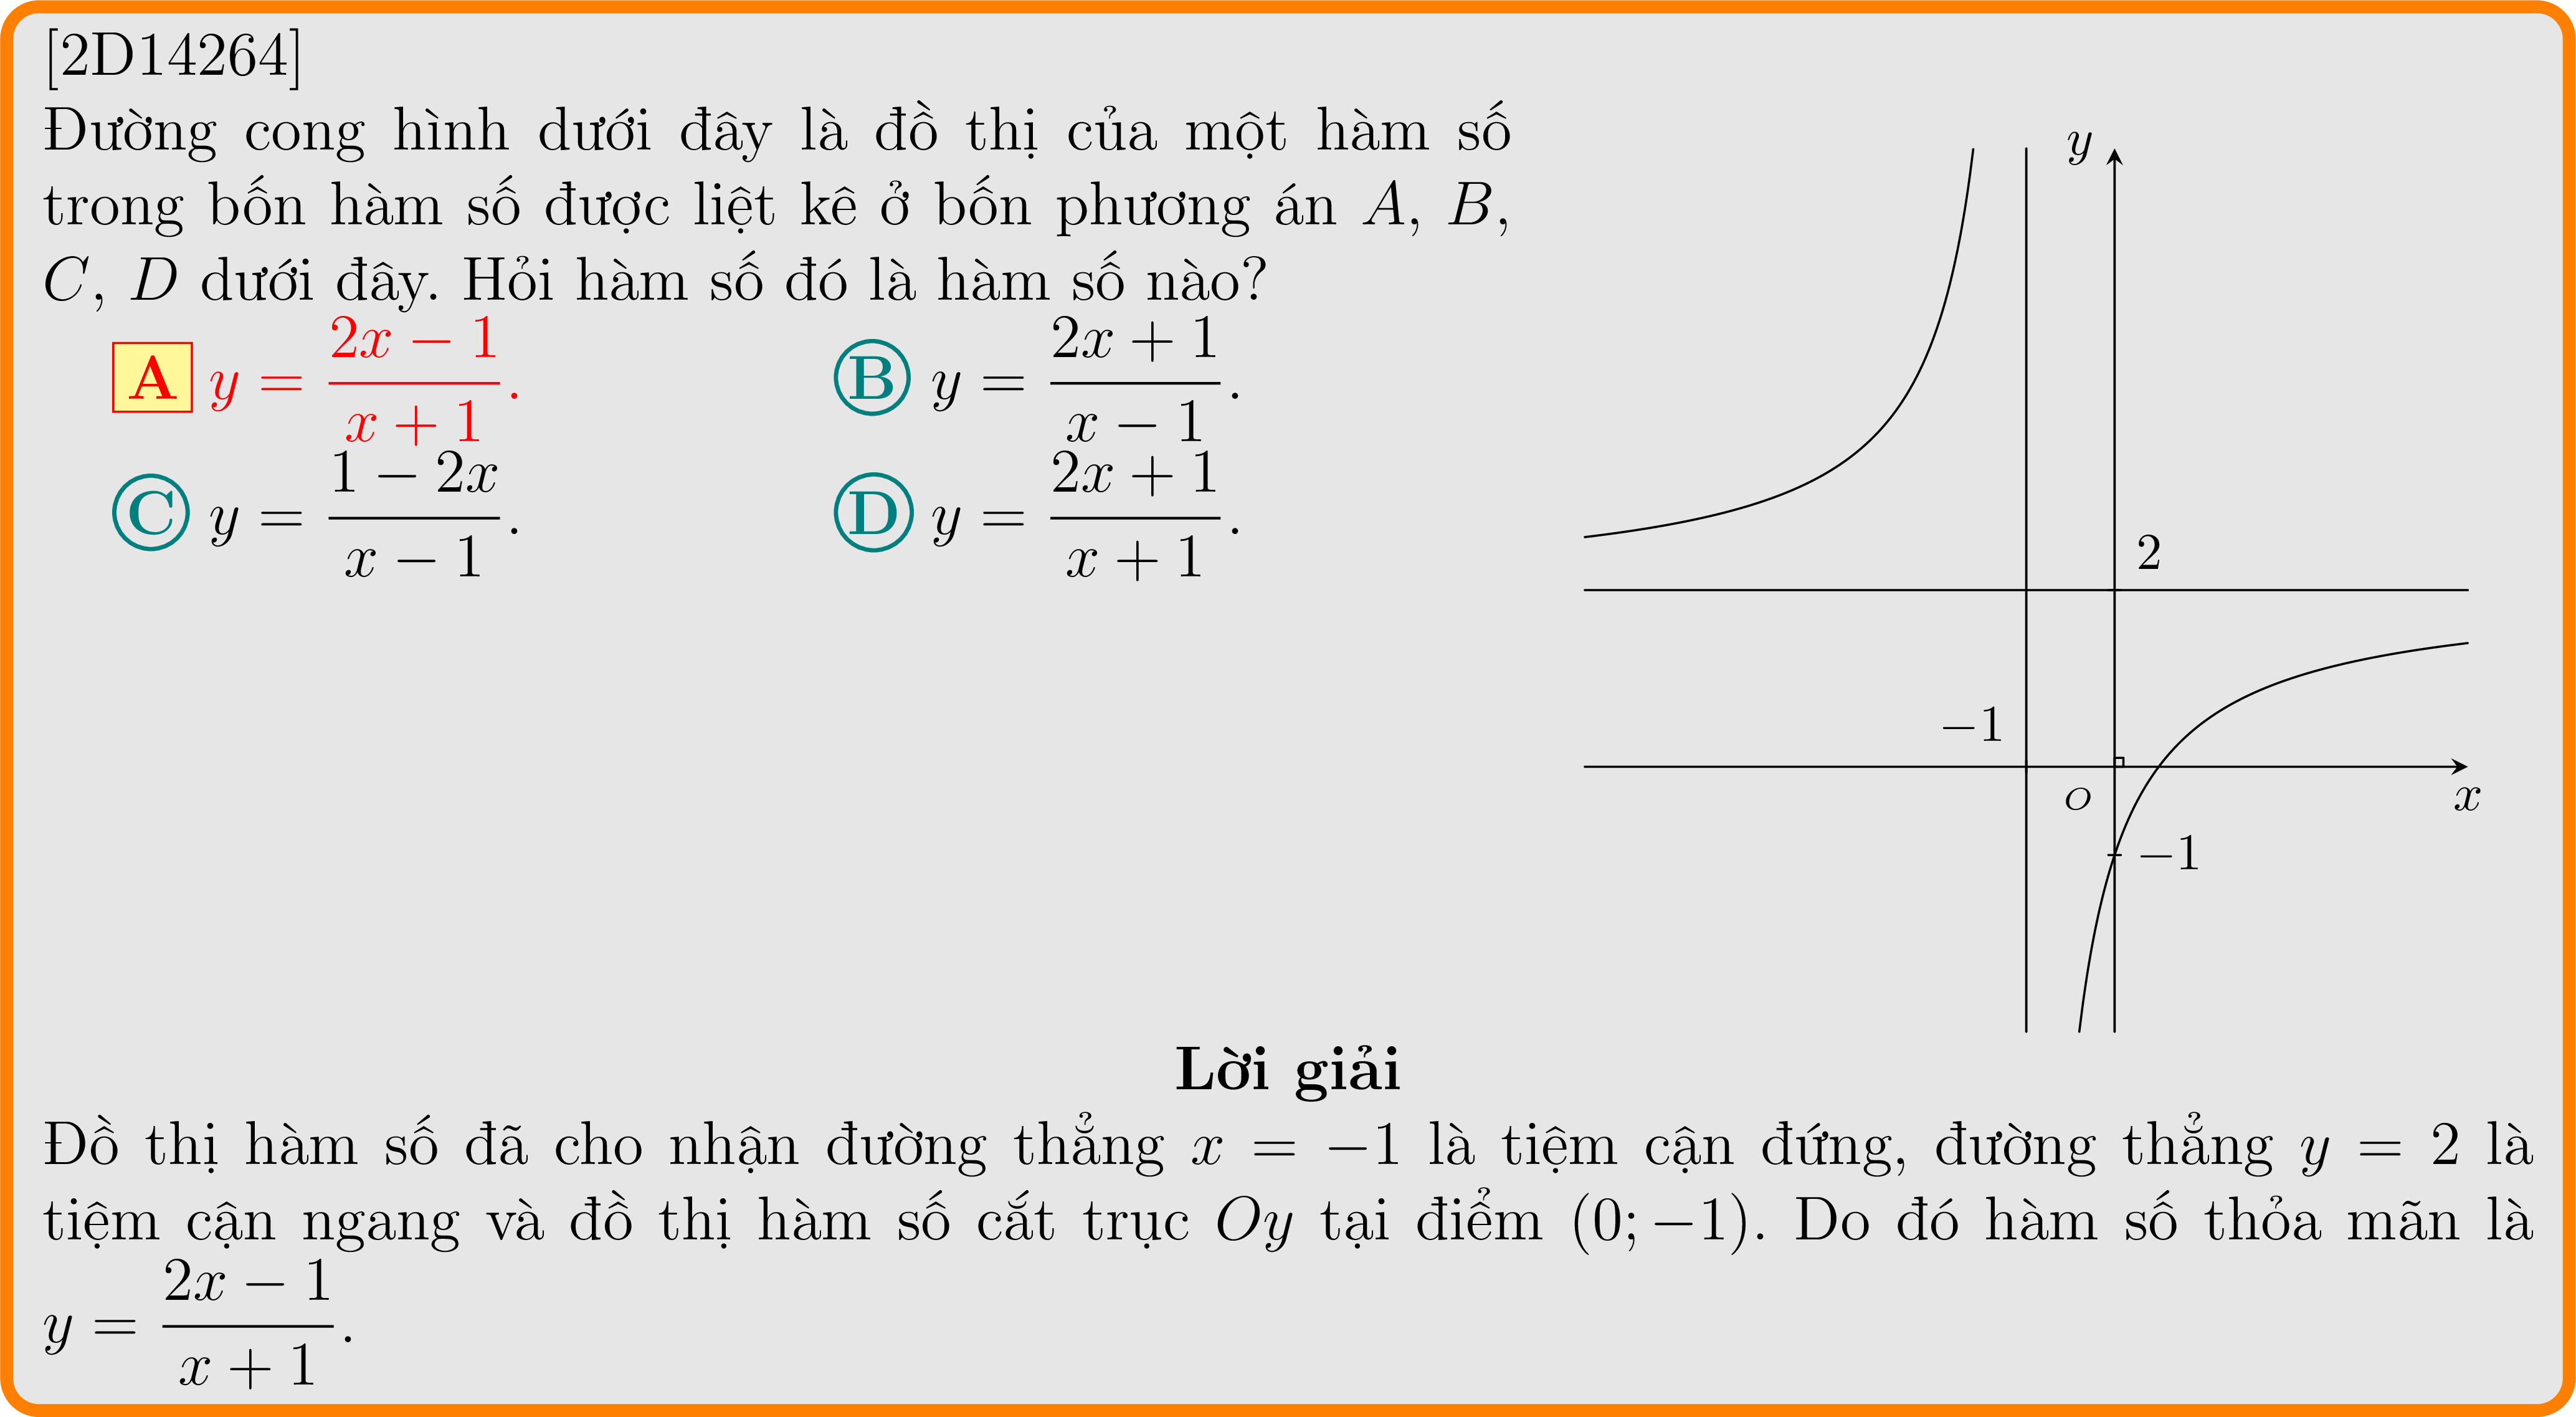 [2D14264]
Đường cong hình dưới đây là đồ thị của một hàm số
trong bốn hàm số được liệt kê ở bốn phương án A, B,
C, D dưới đây. Hỏi hàm số đó là hàm số nào?
A y = \frac{2x − 1}{x + 1}. B y = \frac{2x + 1}{x − 1}.
C y = \frac{1 − 2x}{x − 1}. D y = \frac{2x + 1}{x + 1}.
y
2
−1
O
x
−1
Lời giải
Đồ thị hàm số đã cho nhận đường thẳng x = −1 là tiệm cận đứng, đường thẳng y = 2 là
tiệm cận ngang và đồ thị hàm số cắt trục Oy tại điểm (0; −1). Do đó hàm số thỏa mãn là
y = \frac{2x − 1}{x + 1}.